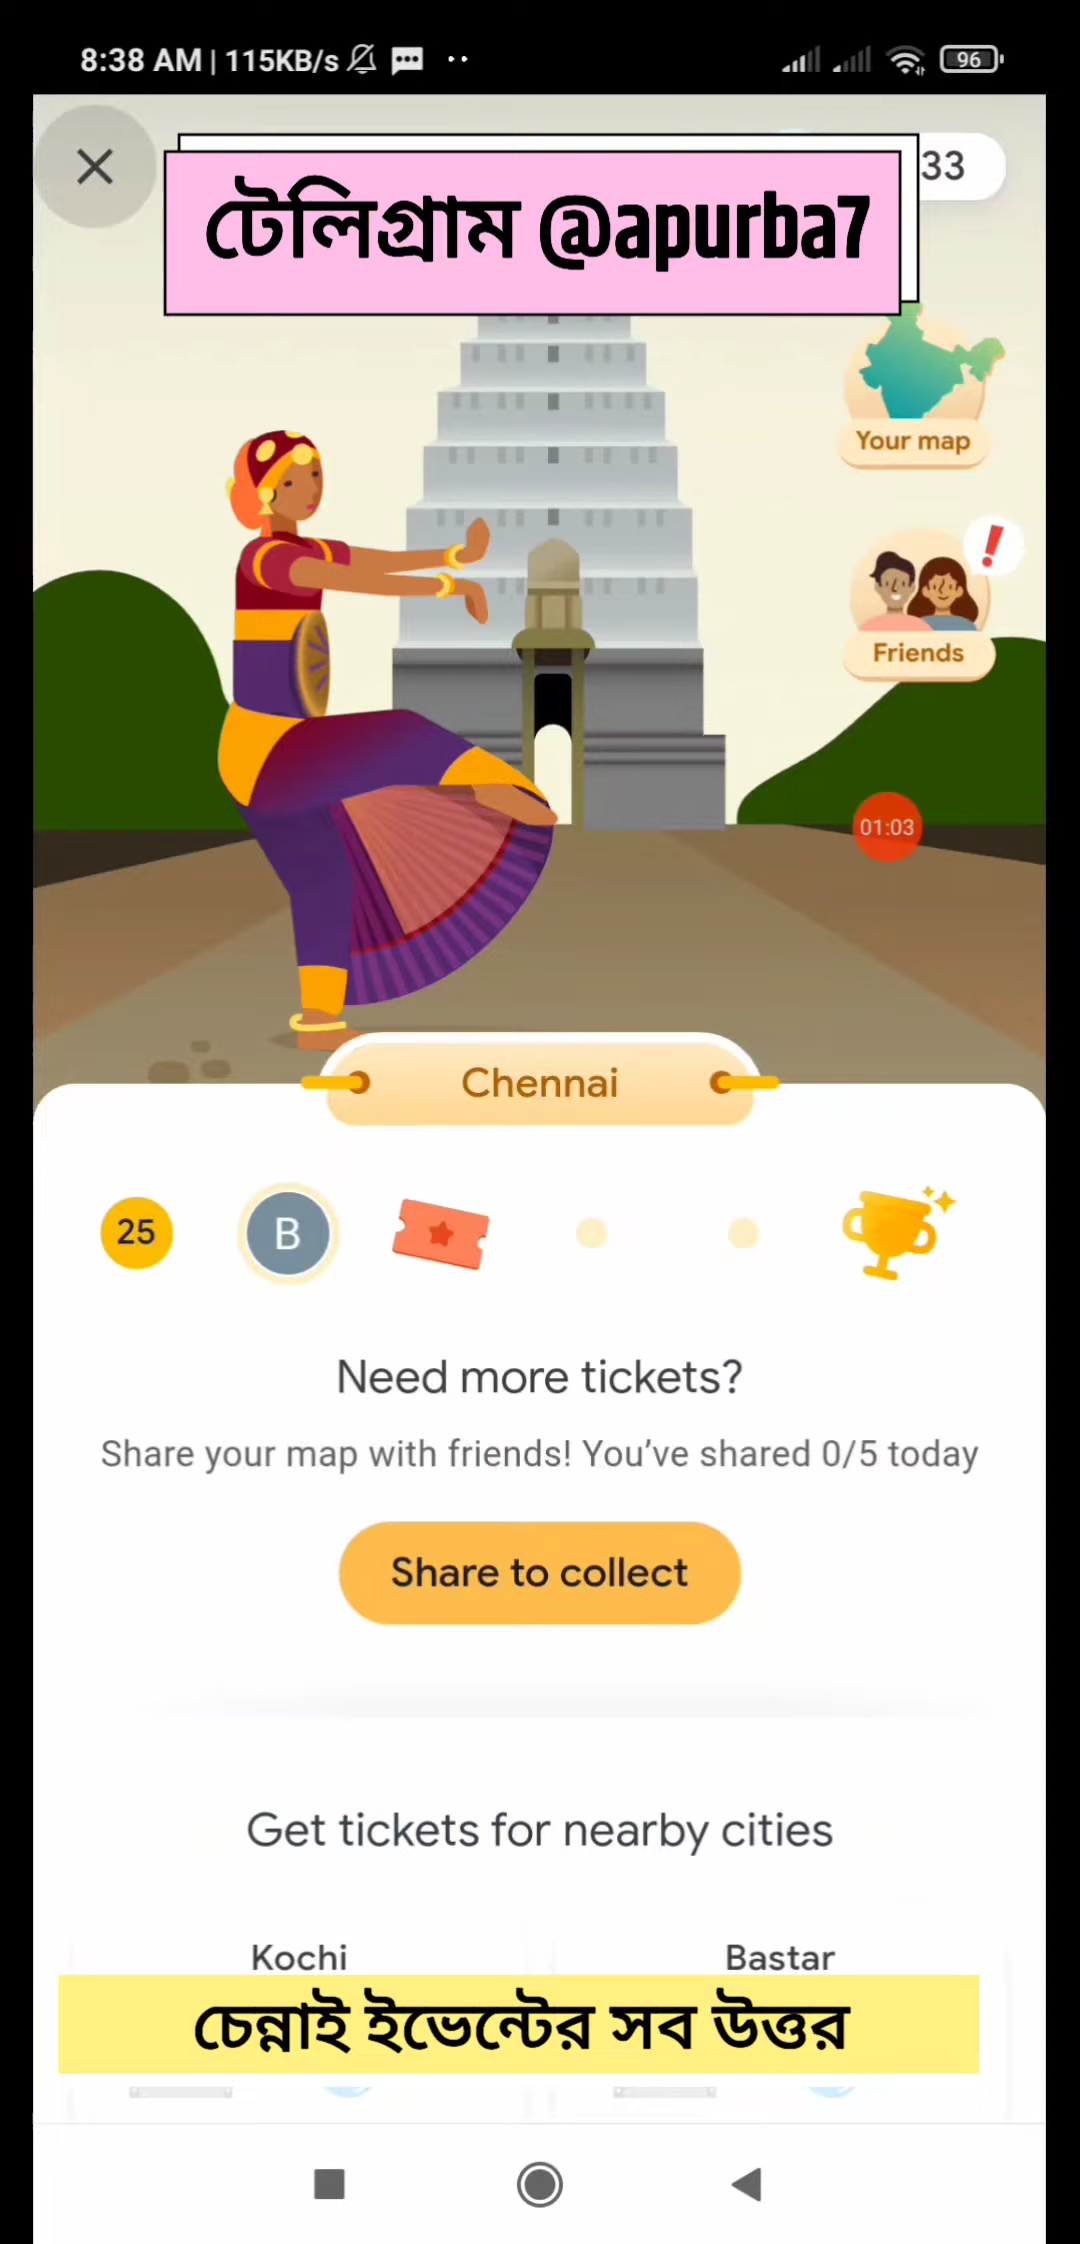 8:38 AM | 115KB/s
96
33
টেলিগ্রাম @apurba7
Your map
Friends
01:03
Chennai
25
B
Need more tickets?
Share your map with friends! You’ve shared 0/5 today
Share to collect
Get tickets for nearby cities
Kochi
Bastar
চেন্নাই ইভেন্টের সব উত্তর